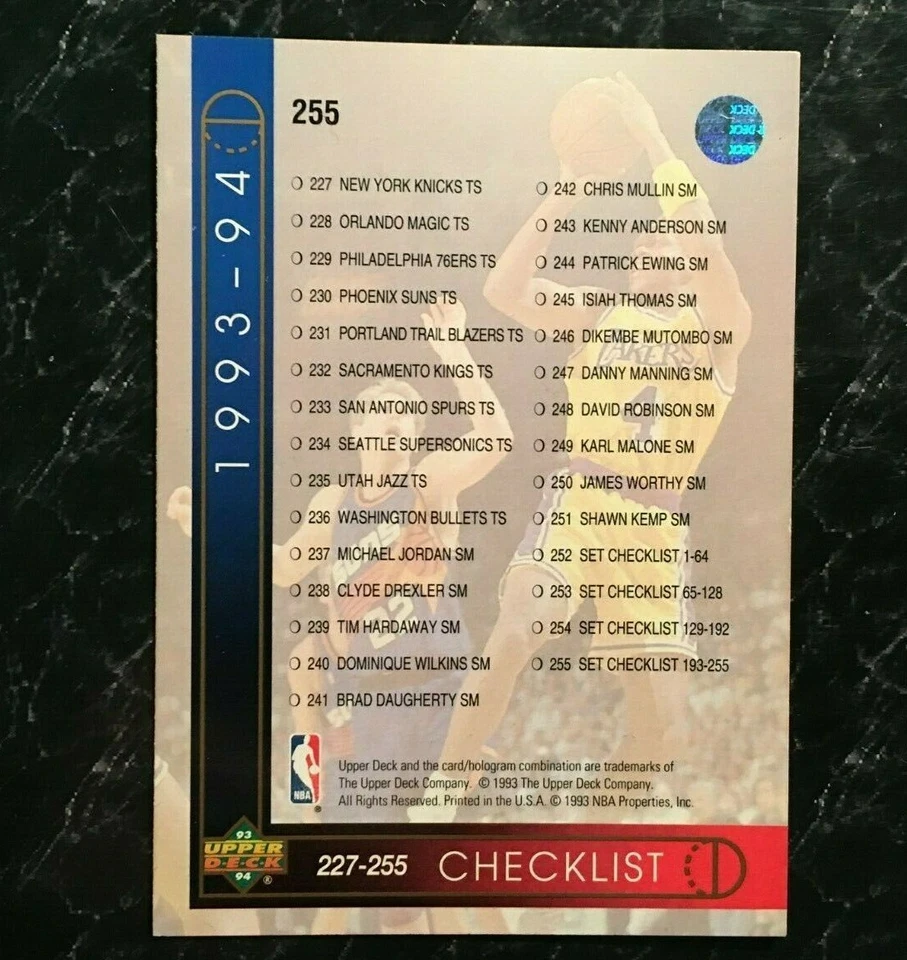 255
DECK
R DECK
DECK
1993-94
227 NEW YORK KNICKS TS
228 ORLANDO MAGIC TS
229 PHILADELPHIA 76ERS TS
230 PHOENIX SUNS TS
231 PORTLAND TRAIL BLAZERS TS
232 SACRAMENTO KINGS TS
233 SAN ANTONIO SPURS TS
234 SEATTLE SUPERSONICS TS
235 UTAH JAZZ TS
236 WASHINGTON BULLETS TS
237 MICHAEL JORDAN SM
238 CLYDE DREXLER SM
239 TIM HARDAWAY SM
240 DOMINIQUE WILKINS SM
241 BRAD DAUGHERTY SM
242 CHRIS MULLIN SM
243 KENNY ANDERSON SM
244 PATRICK EWING SM
245 ISIAH THOMAS SM
246 DIKEMBE MUTOMBO SM
247 DANNY MANNING SM
248 DAVID ROBINSON SM
249 KARL MALONE SM
250 JAMES WORTHY SM
251 SHAWN KEMP SM
252 SET CHECKLIST 1-64
253 SET CHECKLIST 65-128
254 SET CHECKLIST 129-192
255 SET CHECKLIST 193-255
LAKERS
4
SUNS
NBA
®
Upper Deck and the card/hologram combination are trademarks of
The Upper Deck Company. © 1993 The Upper Deck Company.
All Rights Reserved. Printed in the U.S.A. © 1993 NBA Properties, Inc.
93
UPPER
DECK
94
®
227-255 CHECKLIST